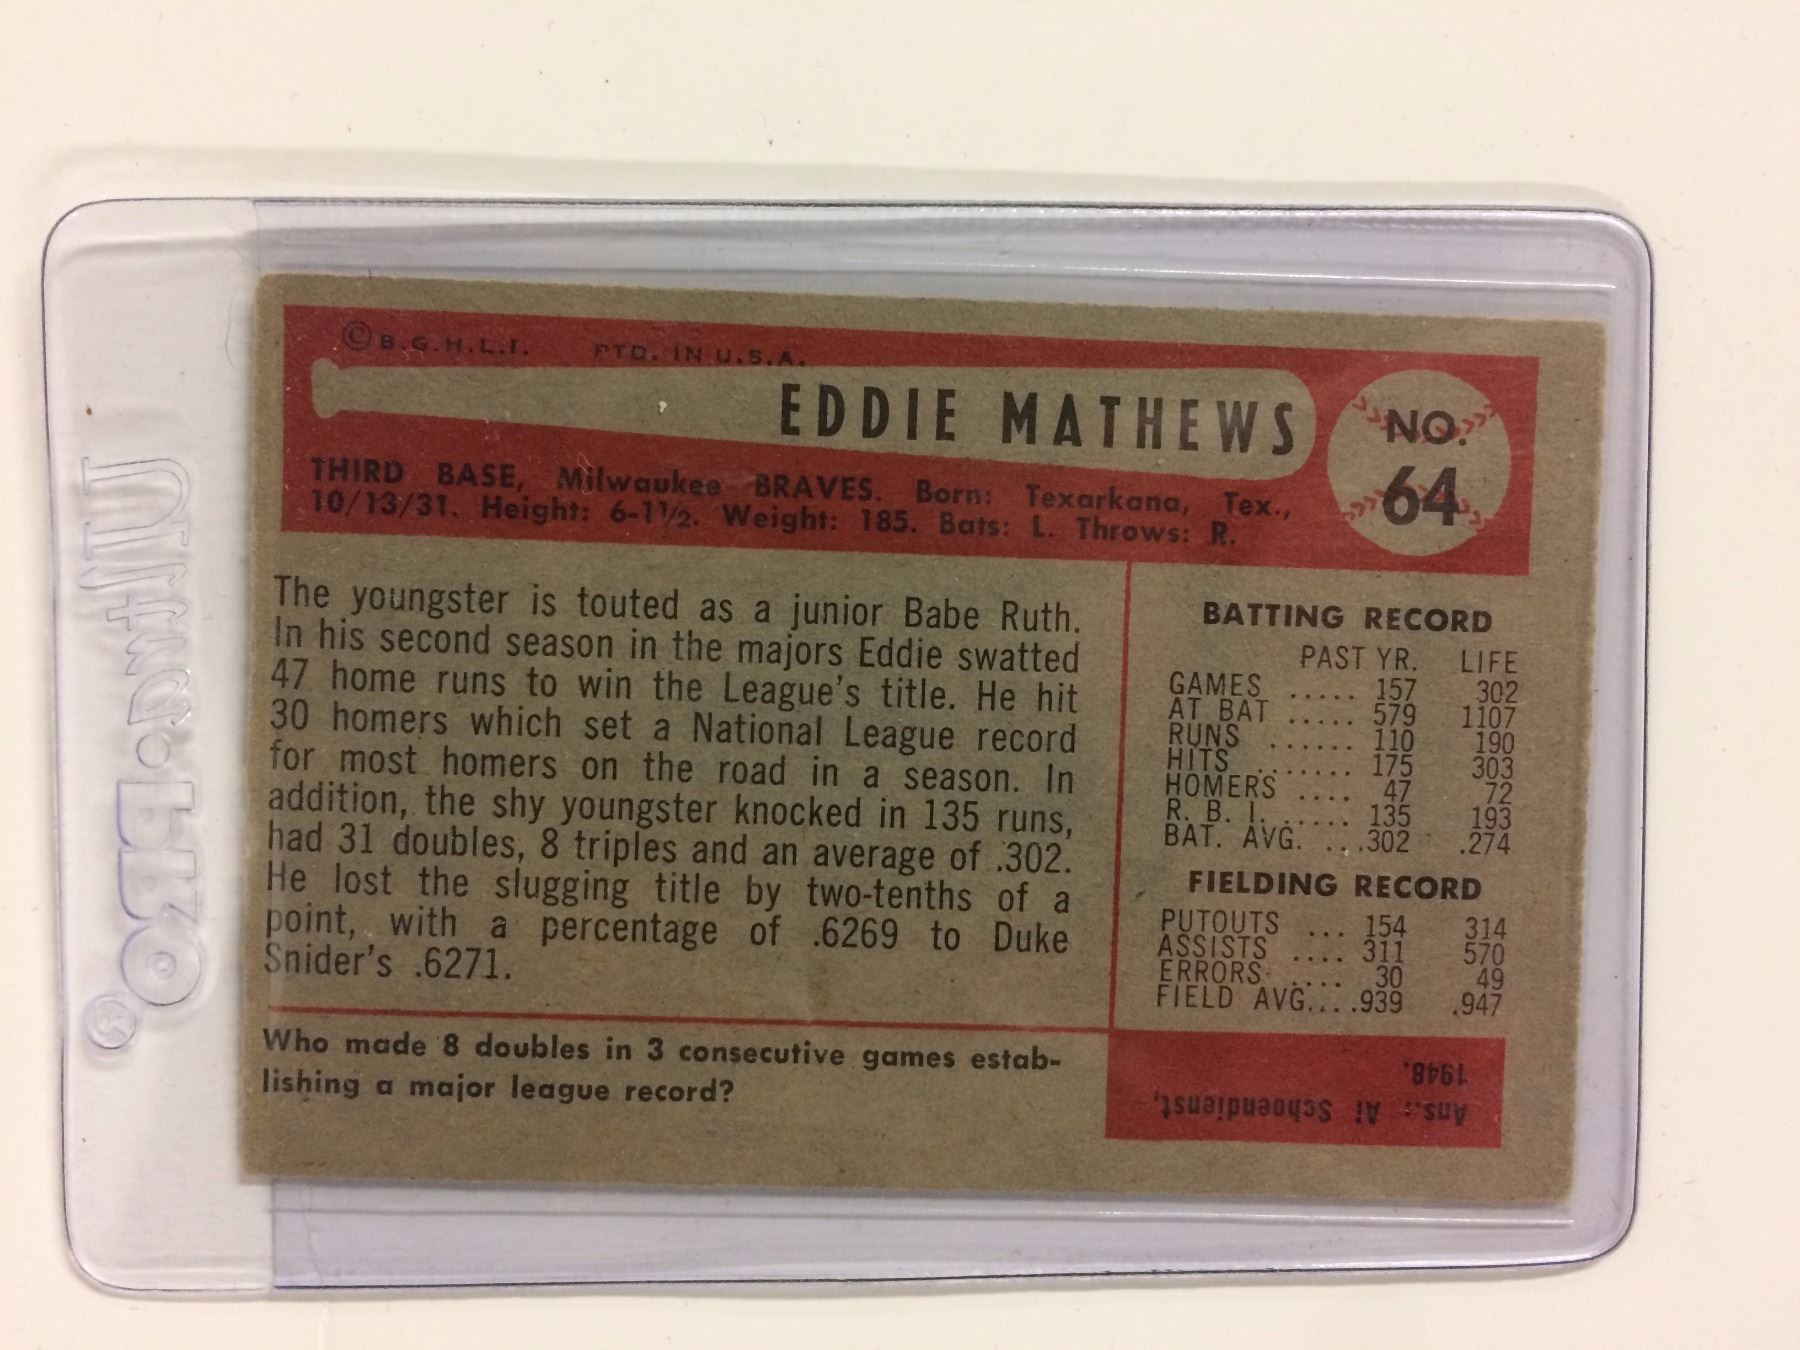 © B.G.H.L.I. PTD. IN U.S.A.
EDDIE MATHEWS
NO.
64
THIRD BASE, Milwaukee BRAVES. Born: Texarkana, Tex.,
10/13/31. Height: 6-1½. Weight: 185. Bats: L. Throws: R.
The youngster is touted as a junior Babe Ruth.
In his second season in the majors Eddie swatted
47 home runs to win the League's title. He hit
30 homers which set a National League record
for most homers on the road in a season. In
addition, the shy youngster knocked in 135 runs,
had 31 doubles, 8 triples and an average of .302.
He lost the slugging title by two-tenths of a
point, with a percentage of .6269 to Duke
Snider's .6271.
BATTING RECORD
PAST YR. LIFE
GAMES ..... 157 302
AT BAT ..... 579 1107
RUNS ...... 110 190
HITS ........ 175 303
HOMERS .... 47 72
R. B. I. ...... 135 193
BAT. AVG. ...302 .274
FIELDING RECORD
PUTOUTS ... 154 314
ASSISTS .... 311 570
ERRORS ..... 30 49
FIELD AVG....939 .947
Who made 8 doubles in 3 consecutive games estab-
lishing a major league record?
Ans.: Al Schoendienst,
1948.
ULTRA•PRO®